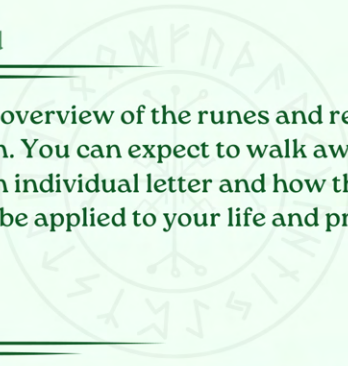 overview of the runes and re
n. You can expect to walk aw
n individual letter and how th
be applied to your life and pr